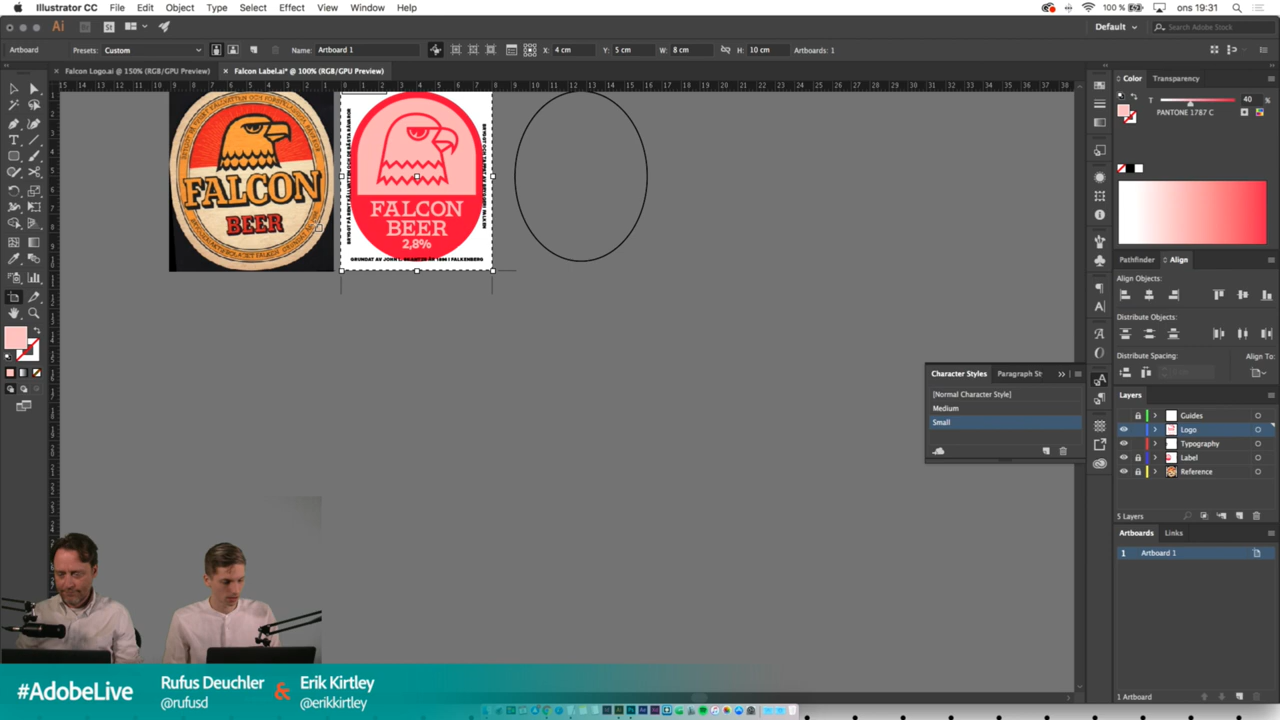 Illustrator CC File Edit Object Type Select Effect View Window Help
100 % ons 19:31
Ai Br St
Default
Search Adobe Stock
Artboard Presets: Custom Name: Artboard 1 X: 4 cm Y: 5 cm W: 8 cm H: 10 cm Artboards: 1
× Falcon Logo.ai @ 150% (RGB/GPU Preview) × Falcon Label.ai* @ 100% (RGB/GPU Preview)
FALCON
BEER
FALCON
BEER
2,8%
Color Transparency
T 40 %
PANTONE 1787 C
Pathfinder Align
Align Objects:
Distribute Objects:
Distribute Spacing: Align To:
Character Styles Paragraph St
[Normal Character Style]
Medium
Small
Layers
Guides
Logo
Typography
Label
Reference
5 Layers
Artboards Links
1 Artboard 1
1 Artboard
#AdobeLive
Rufus Deuchler
@rufusd
&
Erik Kirtley
@erikkirtley